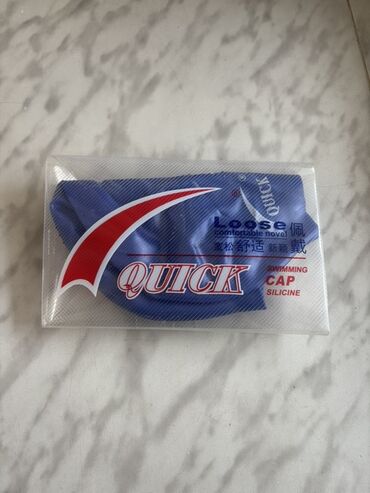 QUICK ®
Loose 佩
comfortable novel
宽松 舒适 新颖 戴
®
QUICK
SWIMMING
CAP
SILICINE